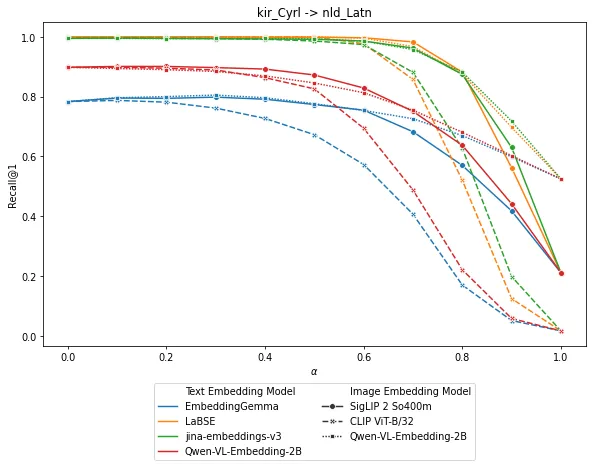 kir_Cyrl -> nld_Latn
Recall@1
1.0
0.8
0.6
0.4
0.2
0.0
0.0 0.2 0.4 0.6 0.8 1.0
α
Text Embedding Model
EmbeddingGemma
LaBSE
jina-embeddings-v3
Qwen-VL-Embedding-2B
Image Embedding Model
SigLIP 2 So400m
CLIP ViT-B/32
Qwen-VL-Embedding-2B